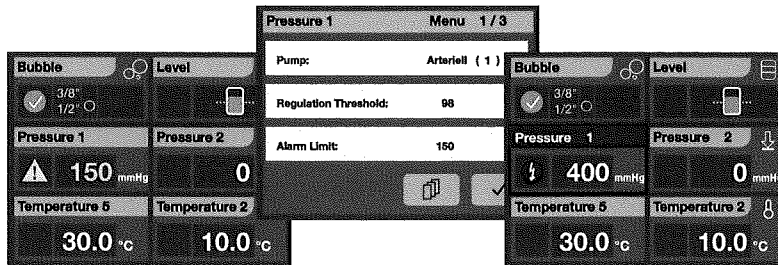 Bubble Level
3/8"
1/2"
Pressure 1 Pressure 2
150 mmHg 0
Temperature 5 Temperature 2
30.0 °C 10.0 °C
Pressure 1 Menu 1/3
Pump: Arteriell (1)
Regulation Threshold: 98
Alarm Limit: 150
Bubble Level
3/8"
1/2"
Pressure 1 Pressure 2
400 mmHg 0 mmH
Temperature 5 Temperature 2
30.0 °C 10.0 °C